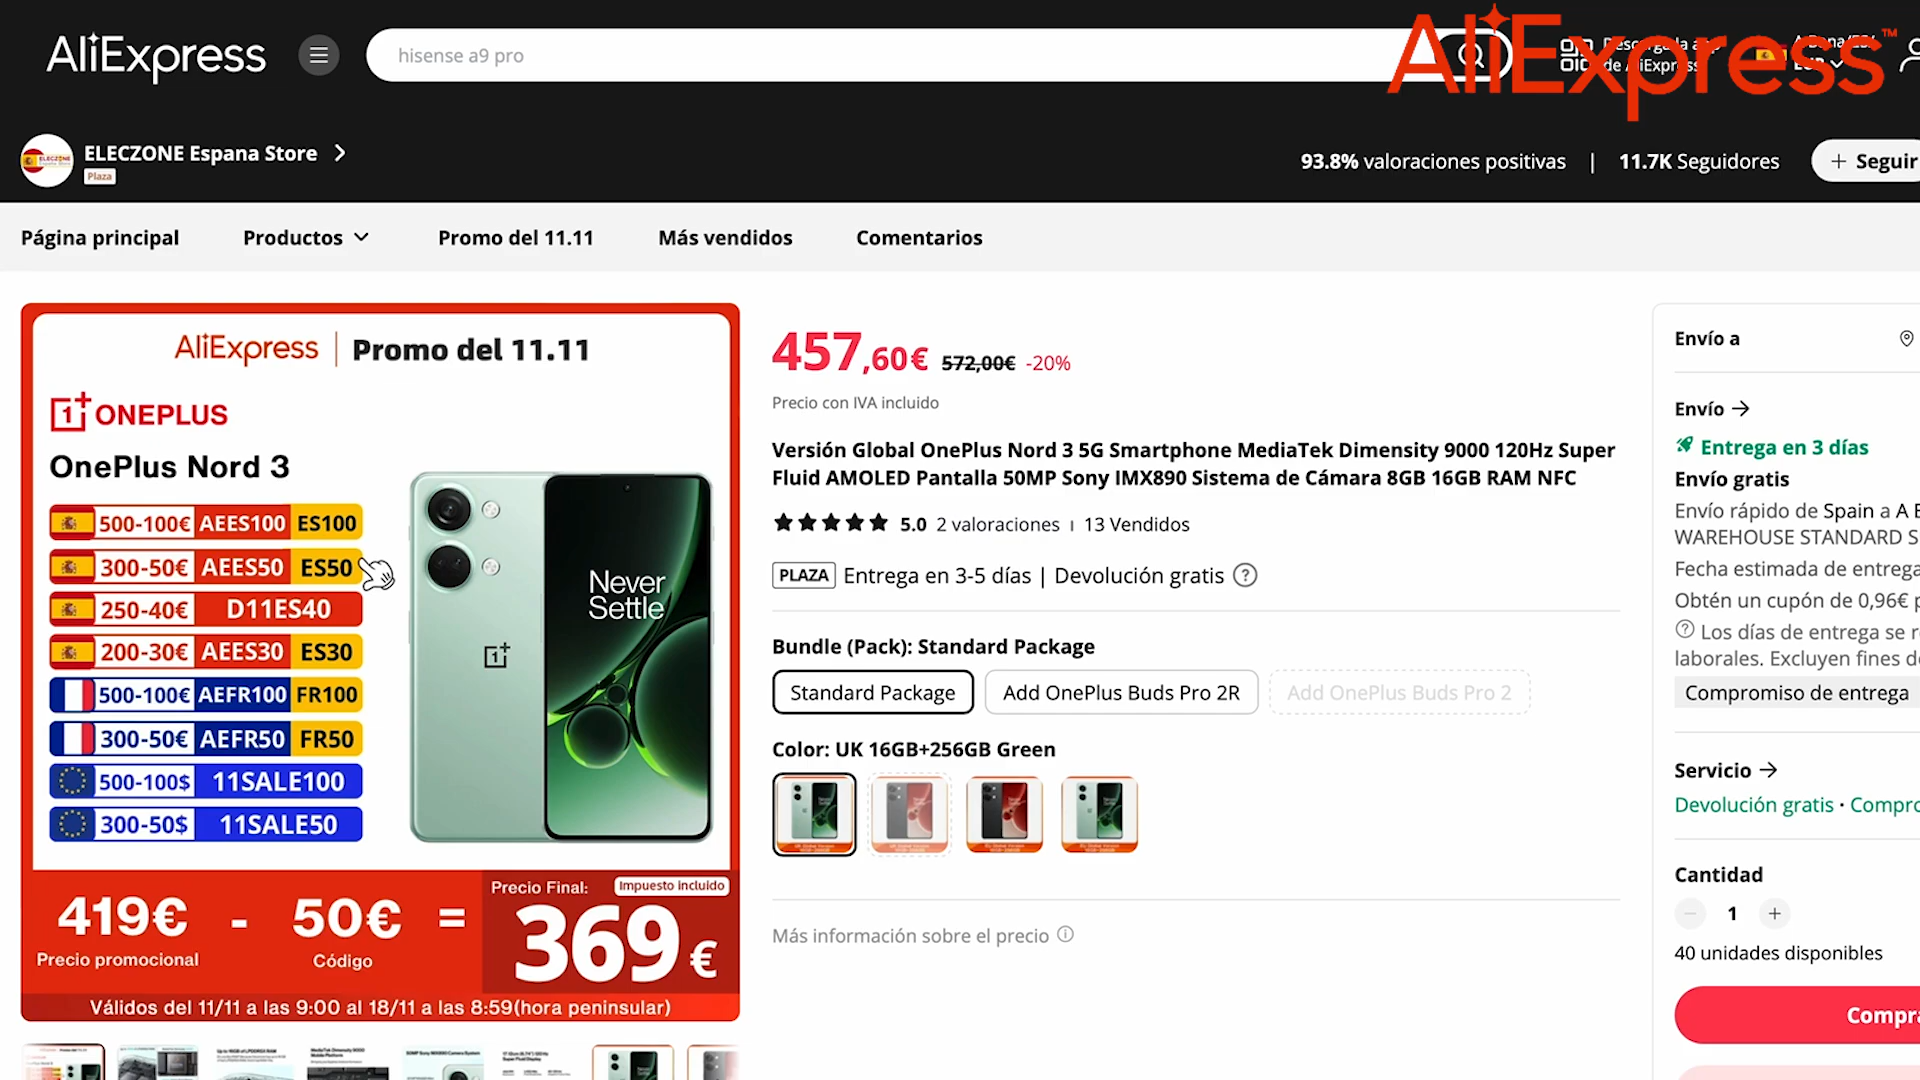 AliExpress
hisense a9 pro
AliExpress™
ELECZONE Espana Store
Plaza
93.8% valoraciones positivas | 11.7K Seguidores
+ Seguir
Página principal
Productos
Promo del 11.11
Más vendidos
Comentarios
AliExpress | Promo del 11.11
ONEPLUS
OnePlus Nord 3
500-100€ AEES100 ES100
300-50€ AEES50 ES50
250-40€ D11ES40
200-30€ AEES30 ES30
500-100€ AEFR100 FR100
300-50€ AEFR50 FR50
500-100$ 11SALE100
300-50$ 11SALE50
Never
Settle
419€ - 50€ =
Precio promocional
Código
Precio Final:
Impuesto incluido
369€
Válidos del 11/11 a las 9:00 al 18/11 a las 8:59(hora peninsular)
457,60€ 572,00€ -20%
Precio con IVA incluido
Versión Global OnePlus Nord 3 5G Smartphone MediaTek Dimensity 9000 120Hz Super
Fluid AMOLED Pantalla 50MP Sony IMX890 Sistema de Cámara 8GB 16GB RAM NFC
5.0 2 valoraciones | 13 Vendidos
PLAZA Entrega en 3-5 días | Devolución gratis
Bundle (Pack): Standard Package
Standard Package
Add OnePlus Buds Pro 2R
Add OnePlus Buds Pro 2
Color: UK 16GB+256GB Green
Más información sobre el precio
Envío a
Envío
Entrega en 3 días
Envío gratis
Envío rápido de Spain a A
WAREHOUSE STANDARD S
Fecha estimada de entrega
Obtén un cupón de 0,96€ p
Los días de entrega se r
laborales. Excluyen fines d
Compromiso de entrega
Servicio
Devolución gratis · Compro
Cantidad
1
40 unidades disponibles
Compra